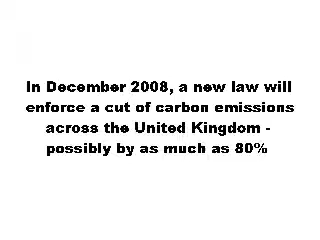 In December 2008, a new law will
enforce a cut of carbon emissions
across the United Kingdom -
possibly by as much as 80%